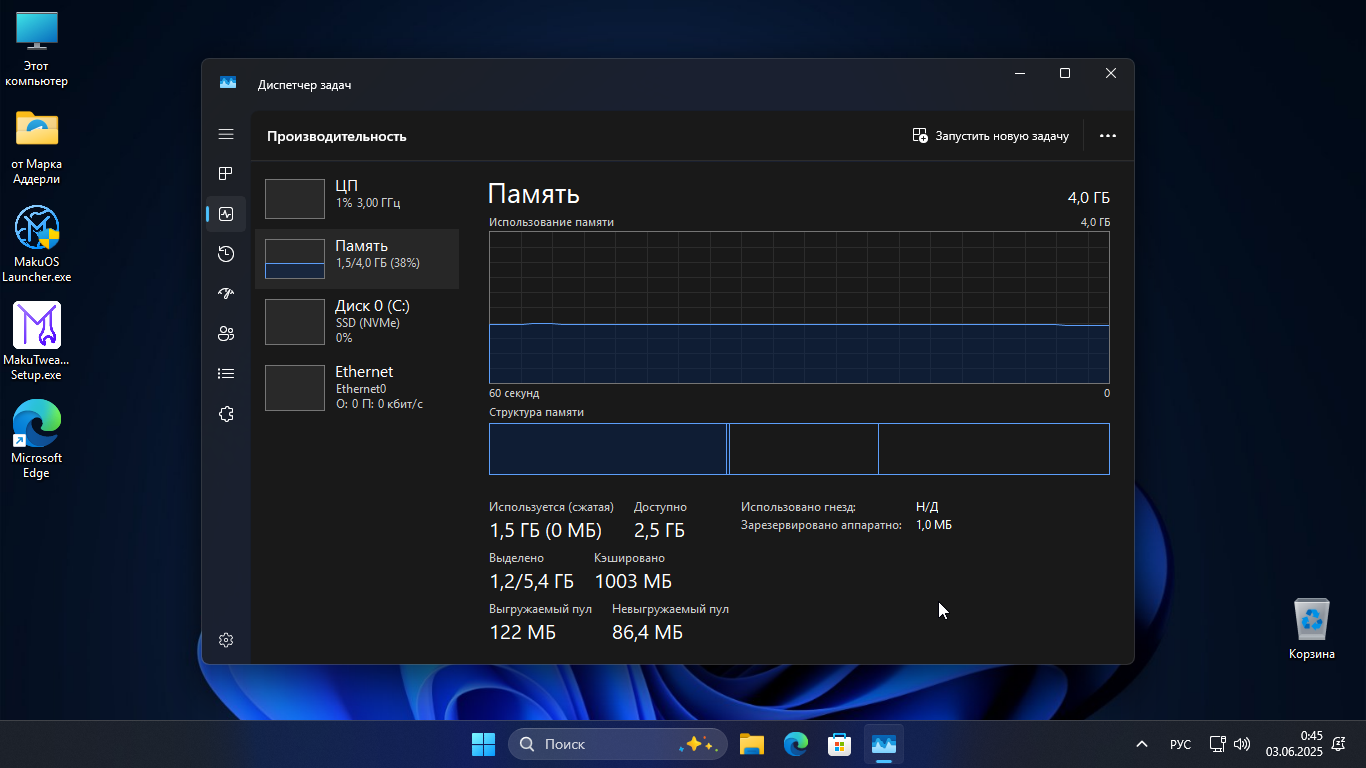 Этот
компьютер
от Марка
Аддерли
MakuOS
Launcher.exe
MakuTwea...
Setup.exe
Microsoft
Edge
Диспетчер задач
Производительность
Запустить новую задачу
ЦП
1% 3,00 ГГц
Память
1,5/4,0 ГБ (38%)
Диск 0 (C:)
SSD (NVMe)
0%
Ethernet
Ethernet0
О: 0 П: 0 кбит/с
Память
4,0 ГБ
Использование памяти
4,0 ГБ
60 секунд
0
Структура памяти
Используется (сжатая)
Доступно
1,5 ГБ (0 МБ)
2,5 ГБ
Выделено
Кэшировано
1,2/5,4 ГБ
1003 МБ
Выгружаемый пул
Невыгружаемый пул
122 МБ
86,4 МБ
Использовано гнезд:
Н/Д
Зарезервировано аппаратно:
1,0 МБ
Корзина
Поиск
РУС
0:45
03.06.2025